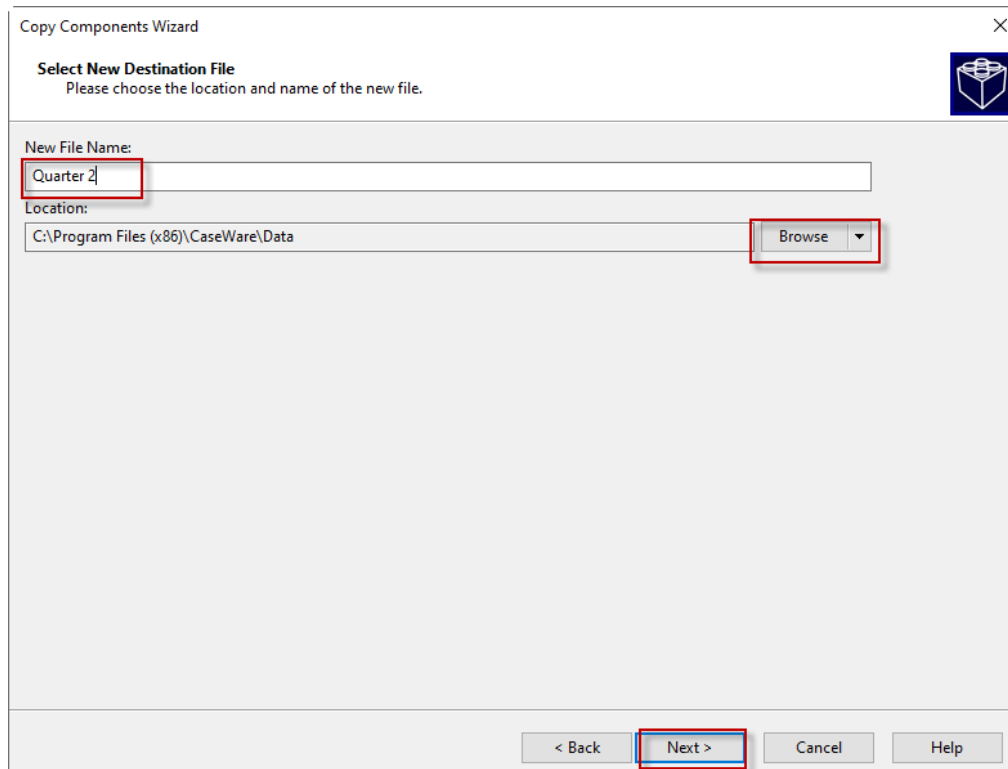 Copy Components Wizard
Select New Destination File
Please choose the location and name of the new file.
New File Name:
Quarter 2
Location:
C:\Program Files (x86)\CaseWare\Data
Browse
< Back
Next >
Cancel
Help